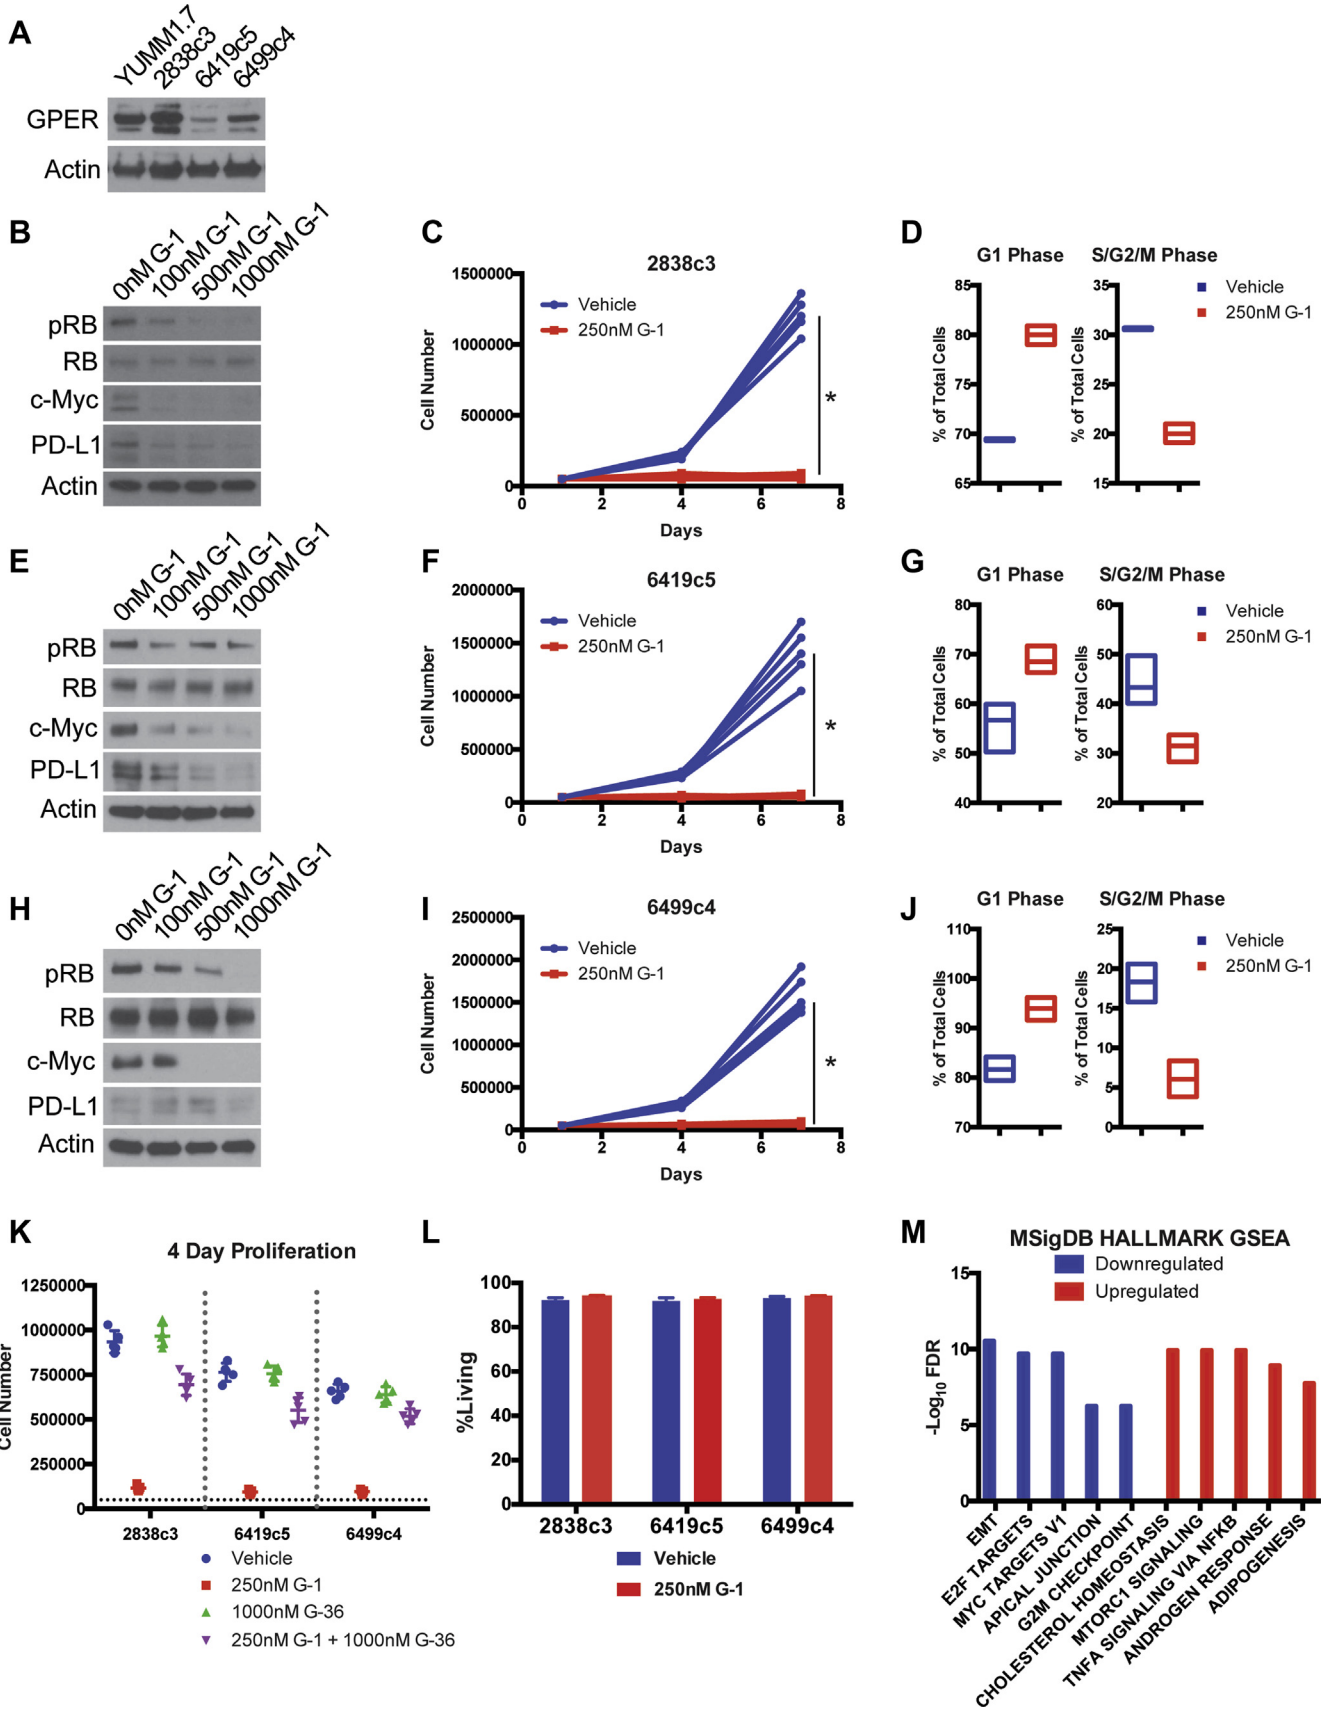 A
YUMM1.7
2838c3
6419c5
6499c4
GPER
Actin
B
0nM G-1
100nM G-1
500nM G-1
1000nM G-1
pRB
RB
c-Myc
PD-L1
Actin
C
2838c3
Vehicle
250nM G-1
1500000
1000000
500000
0
Cell Number
0 2 4 6 8
Days
*
D
G1 Phase
S/G2/M Phase
85
80
75
70
65
% of Total Cells
35
30
25
20
15
% of Total Cells
Vehicle
250nM G-1
E
0nM G-1
100nM G-1
500nM G-1
1000nM G-1
pRB
RB
c-Myc
PD-L1
Actin
F
6419c5
Vehicle
250nM G-1
2000000
1500000
1000000
500000
0
Cell Number
0 2 4 6 8
Days
*
G
G1 Phase
S/G2/M Phase
80
70
60
50
40
% of Total Cells
60
50
40
30
20
% of Total Cells
Vehicle
250nM G-1
H
0nM G-1
100nM G-1
500nM G-1
1000nM G-1
pRB
RB
c-Myc
PD-L1
Actin
I
6499c4
Vehicle
250nM G-1
2500000
2000000
1500000
1000000
500000
0
Cell Number
0 2 4 6 8
Days
*
J
G1 Phase
S/G2/M Phase
110
100
90
80
70
% of Total Cells
25
20
15
10
5
0
% of Total Cells
Vehicle
250nM G-1
K
4 Day Proliferation
1250000
1000000
750000
500000
250000
0
Cell Number
2838c3 6419c5 6499c4
Vehicle
250nM G-1
1000nM G-36
250nM G-1 + 1000nM G-36
L
100
80
60
40
20
0
%Living
2838c3 6419c5 6499c4
Vehicle
250nM G-1
M
MSigDB HALLMARK GSEA
Downregulated
Upregulated
15
10
5
0
-Log10 FDR
EMT
E2F TARGETS
MYC TARGETS V1
APICAL JUNCTION
G2M CHECKPOINT
CHOLESTEROL HOMEOSTASIS
MTORC1 SIGNALING
TNFA SIGNALING VIA NFKB
ANDROGEN RESPONSE
ADIPOGENESIS